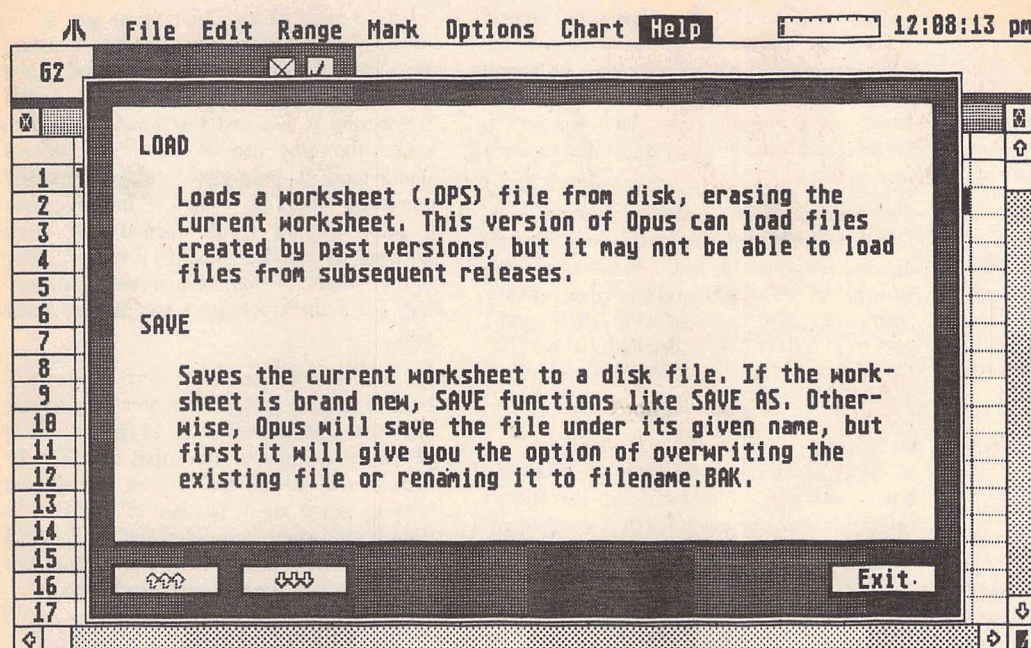 File Edit Range Mark Options Chart Help 12:08:13 pm
62
LOAD
Loads a worksheet (.OPS) file from disk, erasing the
current worksheet. This version of Opus can load files
created by past versions, but it may not be able to load
files from subsequent releases.
SAVE
Saves the current worksheet to a disk file. If the work-
sheet is brand new, SAVE functions like SAVE AS. Other-
wise, Opus will save the file under its given name, but
first it will give you the option of overwriting the
existing file or renaming it to filename.BAK.
Exit
1
2
3
4
5
6
7
8
9
10
11
12
13
14
15
16
17